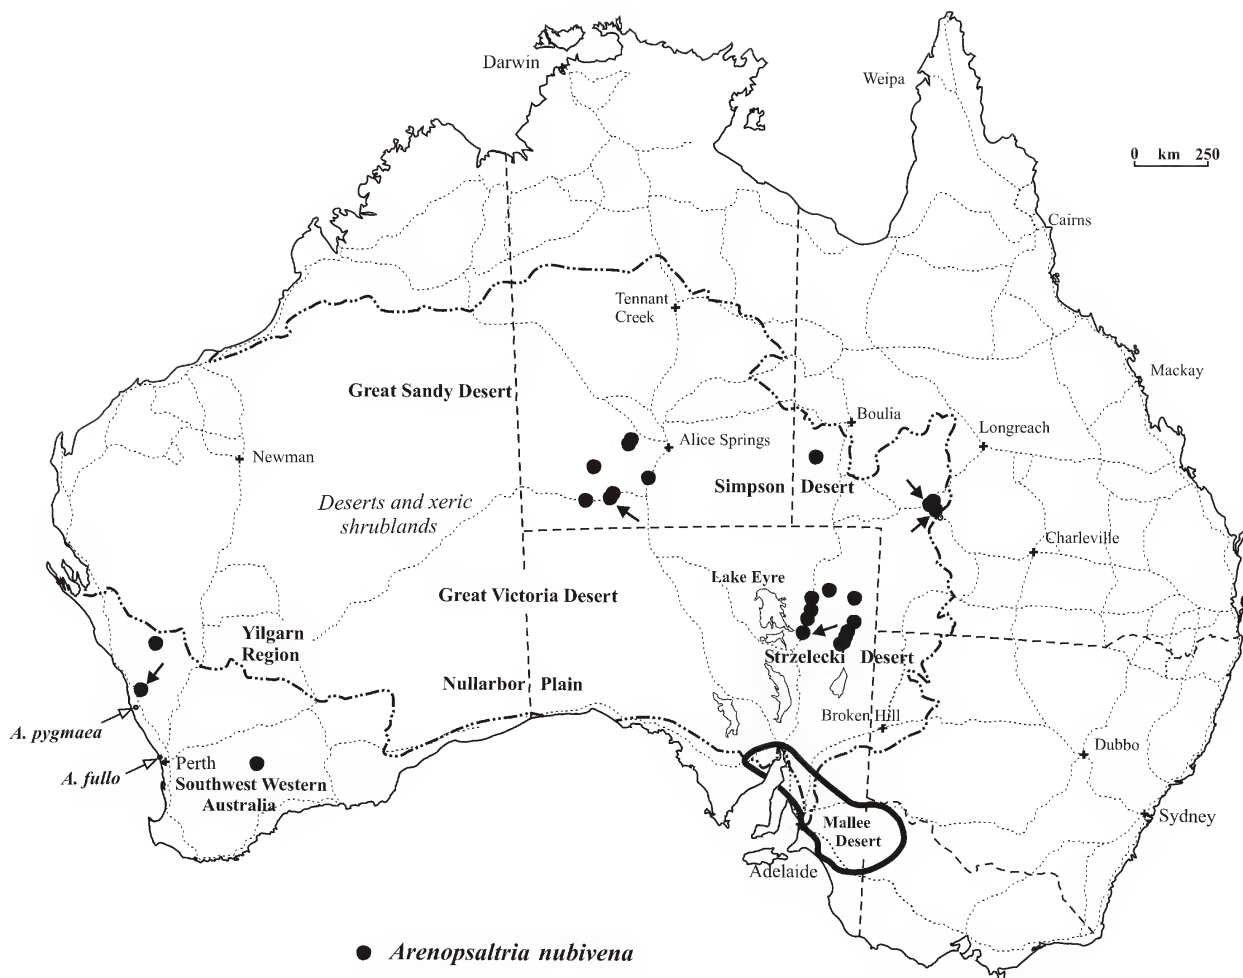 Darwin
Weipa
0 km 250
Cairns
Tennant
Creek
Mackay
Great Sandy Desert
Boulia
Longreach
Alice Springs
Newman
Simpson Desert
Deserts and xeric
shrublands
Charleville
Lake Eyre
Great Victoria Desert
Yilgarn
Region
Strzelecki Desert
Nullarbor Plain
Broken Hill
A. pygmaea
Dubbo
Perth
A. fullo
Southwest Western
Australia
Sydney
Mallee
Desert
Adelaide
Arenopsaltria nubivena